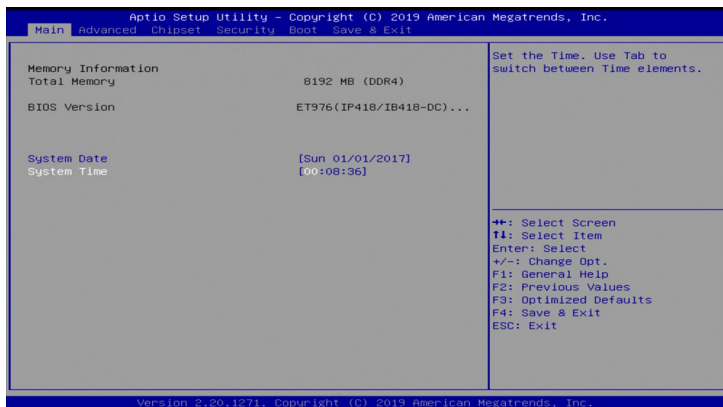 Aptio Setup Utility - Copyright (C) 2019 American Megatrends, Inc.
Main Advanced Chipset Security Boot Save & Exit
Memory Information
Total Memory 8192 MB (DDR4)
BIOS Version ET976(IP418/IB418-DC)...
System Date [Sun 01/01/2017]
System Time [00:08:36]
Set the Time. Use Tab to
switch between Time elements.
→←: Select Screen
↑↓: Select Item
Enter: Select
+/-: Change Opt.
F1: General Help
F2: Previous Values
F3: Optimized Defaults
F4: Save & Exit
ESC: Exit
Version 2.20.1271. Copyright (C) 2019 American Megatrends, Inc.